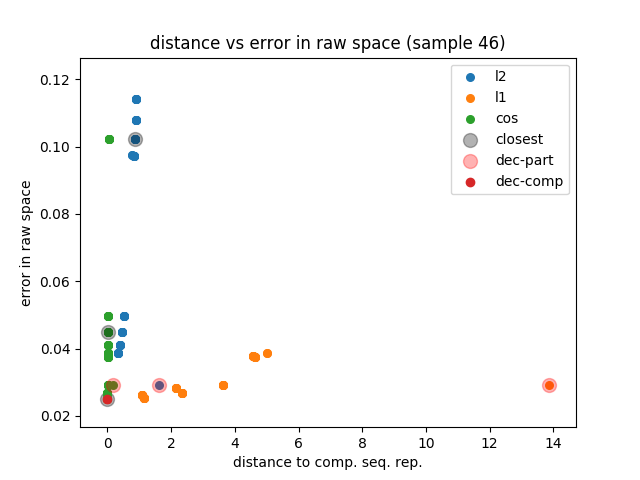 distance vs error in raw space (sample 46)
0.12
0.10
0.08
0.06
0.04
0.02
error in raw space
l2
l1
cos
closest
dec-part
dec-comp
0 2 4 6 8 10 12 14
distance to comp. seq. rep.